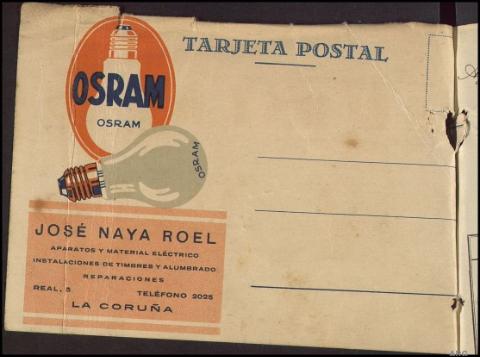 TARJETA POSTAL
OSRAM
OSRAM
OSRAM
JOSÉ NAYA ROEL
APARATOS Y MATERIAL ELÉCTRICO
INSTALACIONES DE TIMBRES Y ALUMBRADO
REPARACIONES
REAL, 5 TELÉFONO 2025
LA CORUÑA